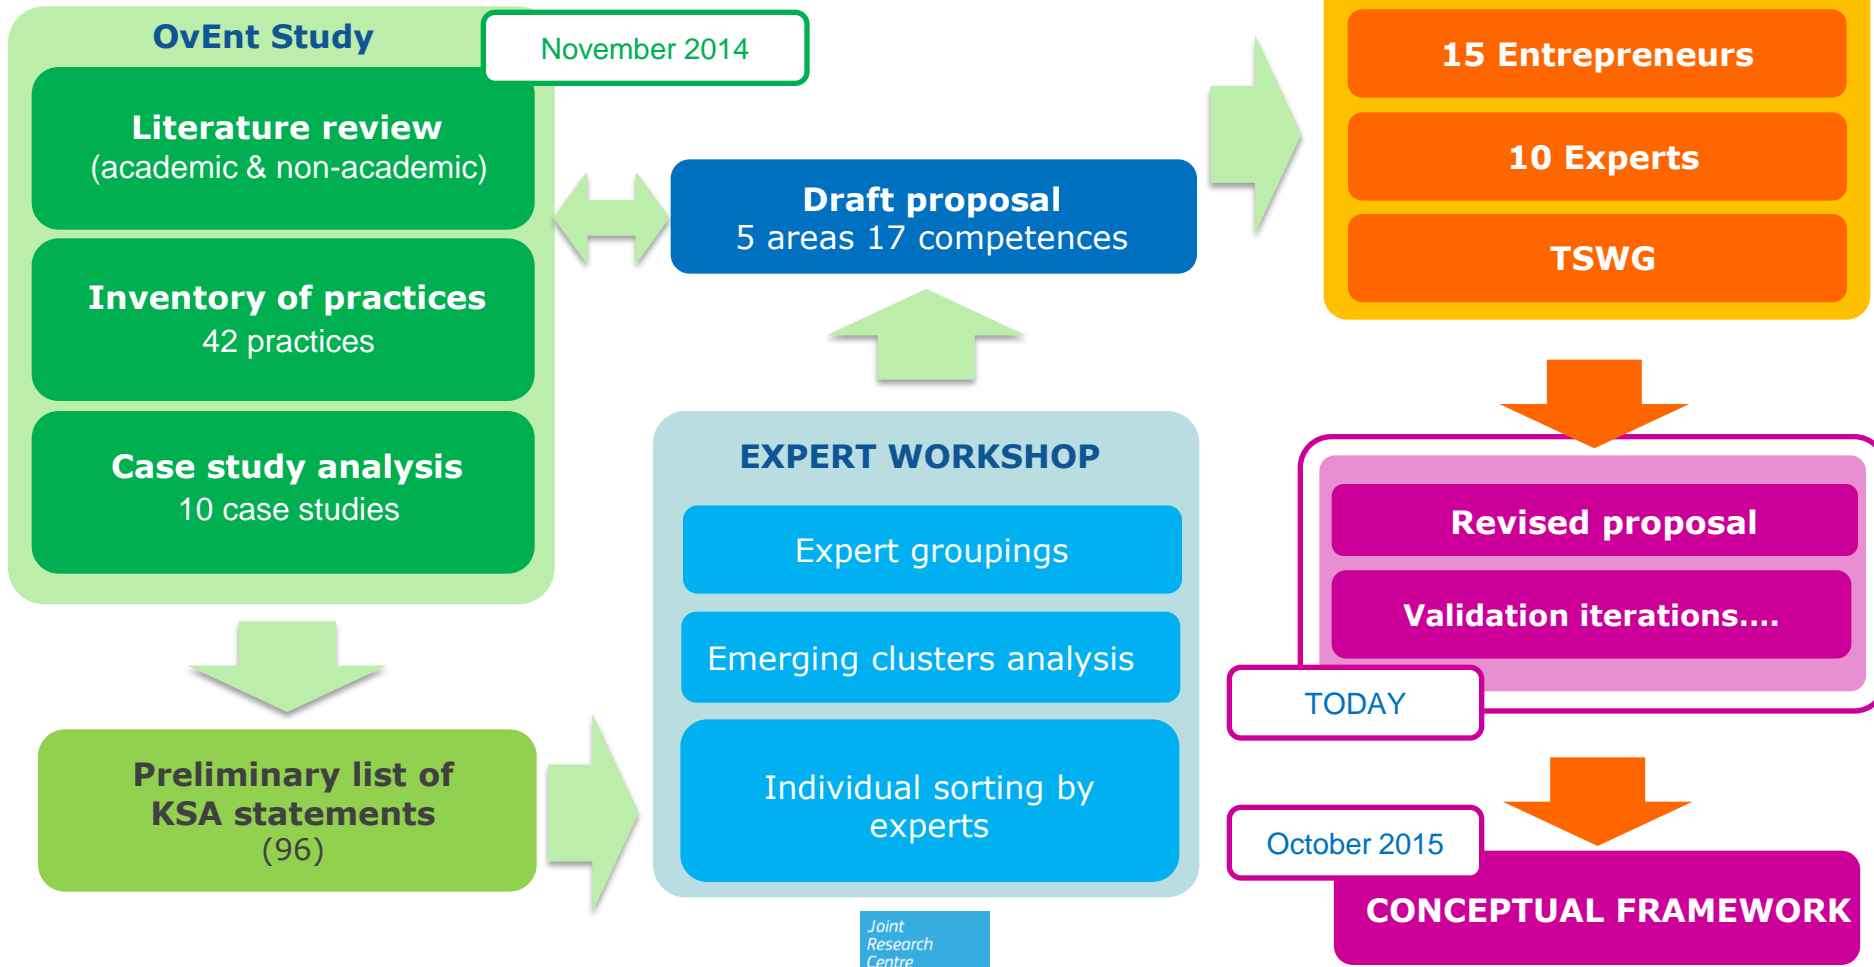 OvEnt Study
November 2014
Literature review
(academic & non-academic)
Inventory of practices
42 practices
Case study analysis
10 case studies
Preliminary list of
KSA statements
(96)
Draft proposal
5 areas 17 competences
EXPERT WORKSHOP
Expert groupings
Emerging clusters analysis
Individual sorting by
experts
15 Entrepreneurs
10 Experts
TSWG
Revised proposal
Validation iterations....
TODAY
October 2015
CONCEPTUAL FRAMEWORK
Joint
Research
Centre